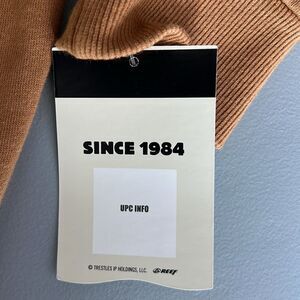 SINCE 1984
UPC INFO
© TRESTLES IP HOLDINGS, LLC. REEF